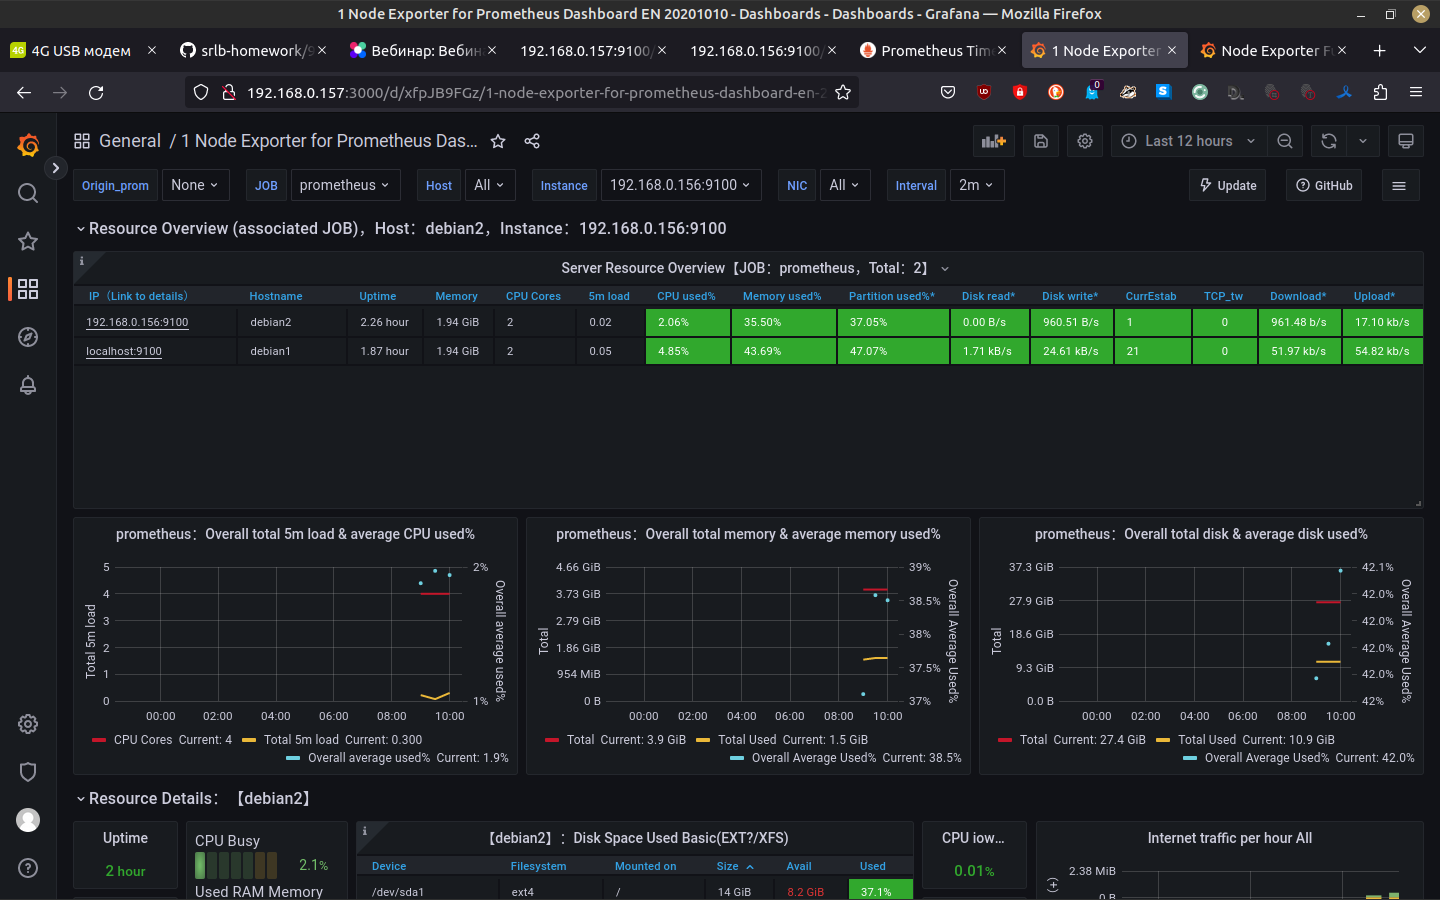 1 Node Exporter for Prometheus Dashboard EN 20201010 - Dashboards - Dashboards - Grafana — Mozilla Firefox
4G 4G USB модем
srlb-homework/9
Вебинар: Вебин
192.168.0.157:9100/
192.168.0.156:9100/
Prometheus Tim
1 Node Exporter
Node Exporter Fu
192.168.0.157:3000/d/xfpJB9FGz/1-node-exporter-for-prometheus-dashboard-en-2
0
General / 1 Node Exporter for Prometheus Das...
Last 12 hours
Origin_prom None JOB prometheus Host All Instance 192.168.0.156:9100 NIC All Interval 2m Update GitHub
Resource Overview (associated JOB)，Host：debian2，Instance：192.168.0.156:9100
Server Resource Overview【JOB：prometheus，Total：2】
IP（Link to details） Hostname Uptime Memory CPU Cores 5m load CPU used% Memory used% Partition used%* Disk read* Disk write* CurrEstab TCP_tw Download* Upload*
192.168.0.156:9100 debian2 2.26 hour 1.94 GiB 2 0.02 2.06% 35.50% 37.05% 0.00 B/s 960.51 B/s 1 0 961.48 b/s 17.10 kb/s
localhost:9100 debian1 1.87 hour 1.94 GiB 2 0.05 4.85% 43.69% 47.07% 1.71 kB/s 24.61 kB/s 21 0 51.97 kb/s 54.82 kb/s
prometheus：Overall total 5m load & average CPU used%
5
4
3
2
1
0
Total 5m load
2%
1%
Overall average used%
00:00 02:00 04:00 06:00 08:00 10:00
CPU Cores Current: 4 Total 5m load Current: 0.300
Overall average used% Current: 1.9%
prometheus：Overall total memory & average memory used%
4.66 GiB
3.73 GiB
2.79 GiB
1.86 GiB
954 MiB
0 B
Total
39%
38.5%
38%
37.5%
37%
Overall Average Used%
00:00 02:00 04:00 06:00 08:00 10:00
Total Current: 3.9 GiB Total Used Current: 1.5 GiB
Overall Average Used% Current: 38.5%
prometheus：Overall total disk & average disk used%
37.3 GiB
27.9 GiB
18.6 GiB
9.3 GiB
0.0 B
Total
42.1%
42.0%
42.0%
42.0%
42.0%
42%
Overall Average Used%
00:00 02:00 04:00 06:00 08:00 10:00
Total Current: 27.4 GiB Total Used Current: 10.9 GiB
Overall Average Used% Current: 42.0%
Resource Details：【debian2】
Uptime
2 hour
CPU Busy
2.1%
Used RAM Memory
【debian2】：Disk Space Used Basic(EXT?/XFS)
Device Filesystem Mounted on Size Avail Used
/dev/sda1 ext4 / 14 GiB 8.2 GiB 37.1%
CPU iow...
0.01%
Internet traffic per hour All
2.38 MiB
0 B